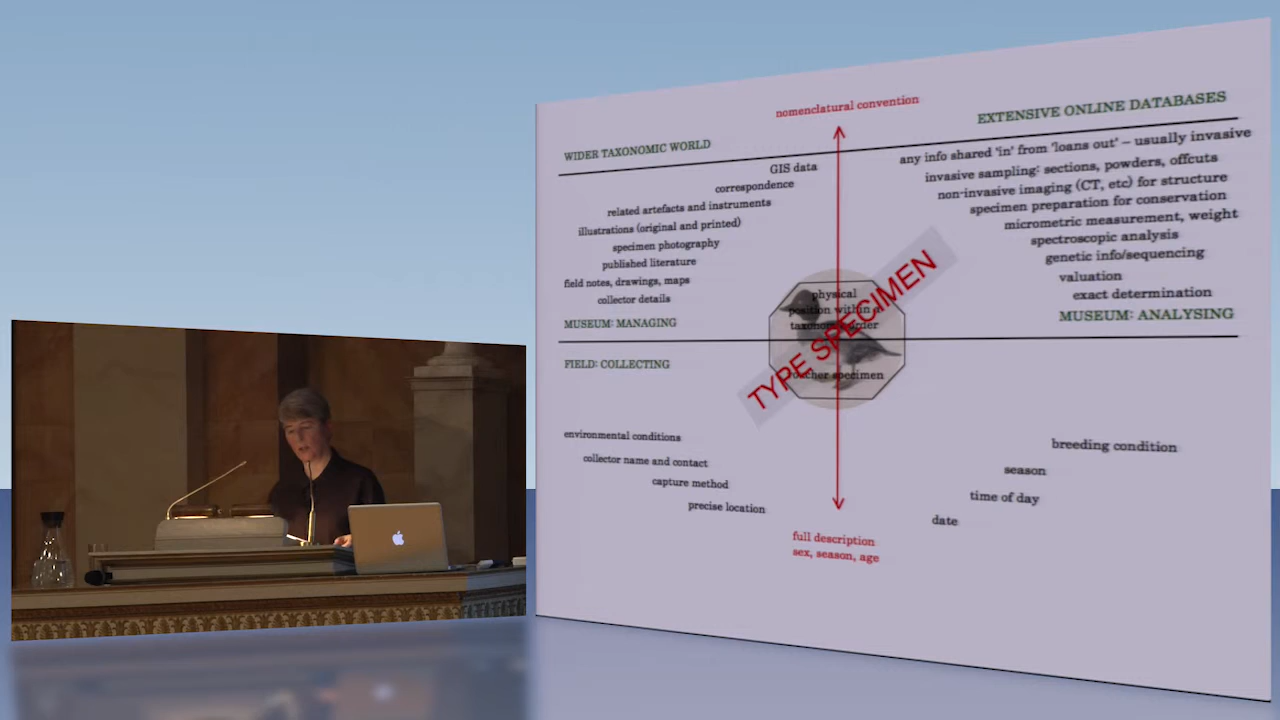 nomenclatural convention
WIDER TAXONOMIC WORLD
GIS data
correspondence
related artefacts and instruments
illustrations (original and printed)
specimen photography
published literature
field notes, drawings, maps
collector details
MUSEUM: MANAGING
FIELD: COLLECTING
environmental conditions
collector name and contact
capture method
precise location
EXTENSIVE ONLINE DATABASES
any info shared 'in' from 'loans out' – usually invasive
invasive sampling: sections, powders, offcuts
non-invasive imaging (CT, etc) for structure
specimen preparation for conservation
micrometric measurement, weight
spectroscopic analysis
genetic info/sequencing
valuation
exact determination
MUSEUM: ANALYSING
physical
position within
TYPE SPECIMEN
voucher specimen
breeding condition
season
time of day
date
full description
sex, season, age